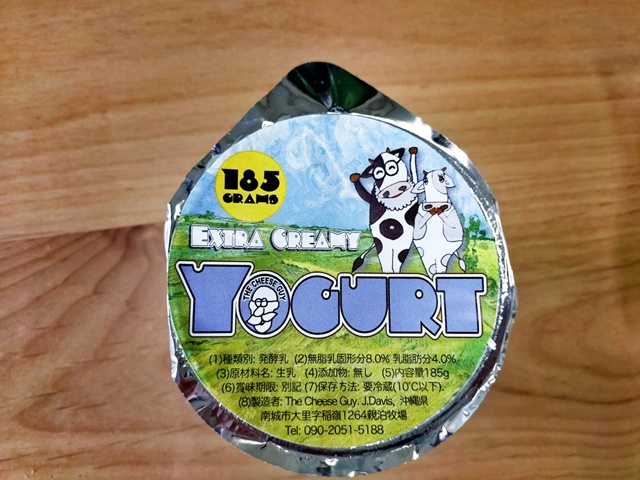 185
GRAMS
EXTRA CREAMY
YOGURT
THE CHEESE GUY
(1)種類別: 発酵乳 (2)無脂乳固形分8.0% 乳脂肪分4.0%
(3)原材料名: 生乳 (4)添加物: 無し (5)内容量185g
(6)賞味期限: 別記 (7)保存方法: 要冷蔵(10℃以下).
(8)製造者: The Cheese Guy. J.Davis, 沖縄県
南城市大里字稲嶺1264親泊牧場
Tel: 090-2051-5188